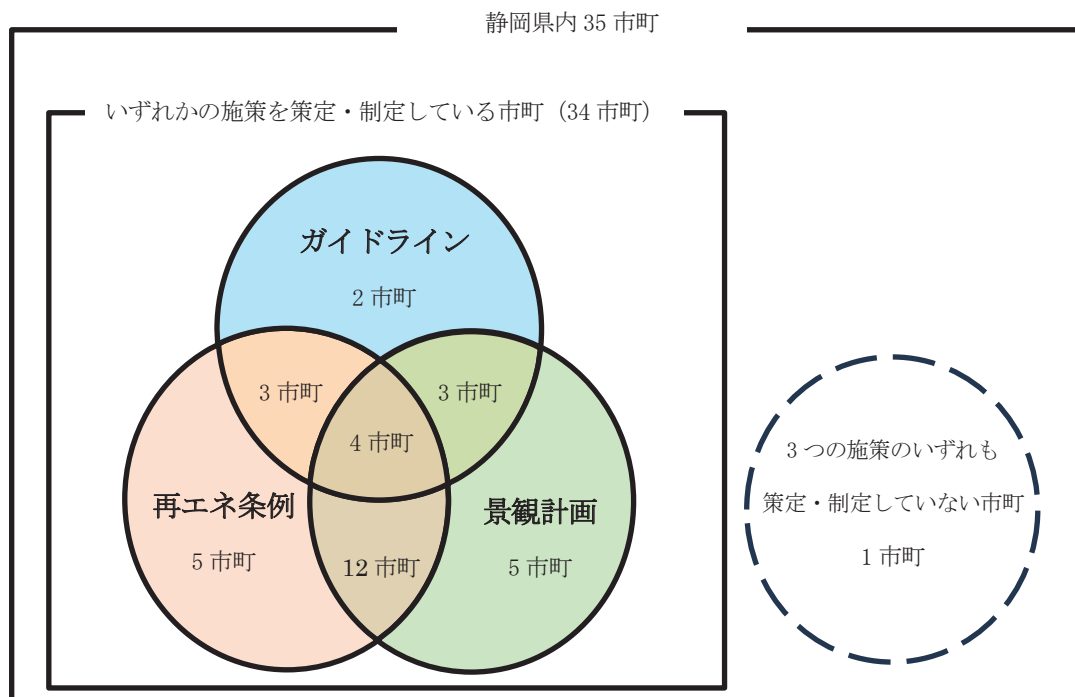 静岡県内 35 市町
いずれかの施策を策定・制定している市町（34 市町）
ガイドライン
2 市町
3 市町
3 市町
4 市町
再エネ条例
5 市町
12 市町
景観計画
5 市町
3 つの施策のいずれも
策定・制定していない市町
1 市町